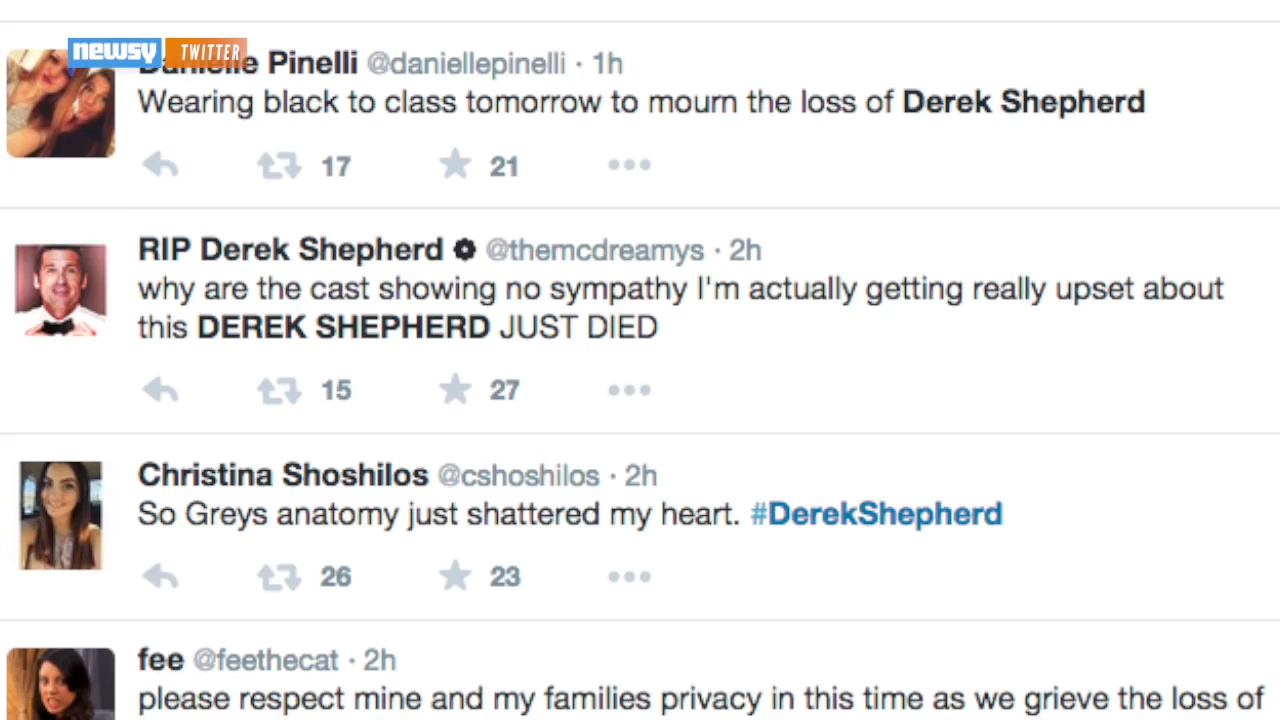 newsy TWITTER
Danielle Pinelli @daniellepinelli · 1h
Wearing black to class tomorrow to mourn the loss of Derek Shepherd
17 21
RIP Derek Shepherd @themcdreamys · 2h
why are the cast showing no sympathy I'm actually getting really upset about
this DEREK SHEPHERD JUST DIED
15 27
Christina Shoshilos @cshoshilos · 2h
So Greys anatomy just shattered my heart. #DerekShepherd
26 23
fee @feethecat · 2h
please respect mine and my families privacy in this time as we grieve the loss of